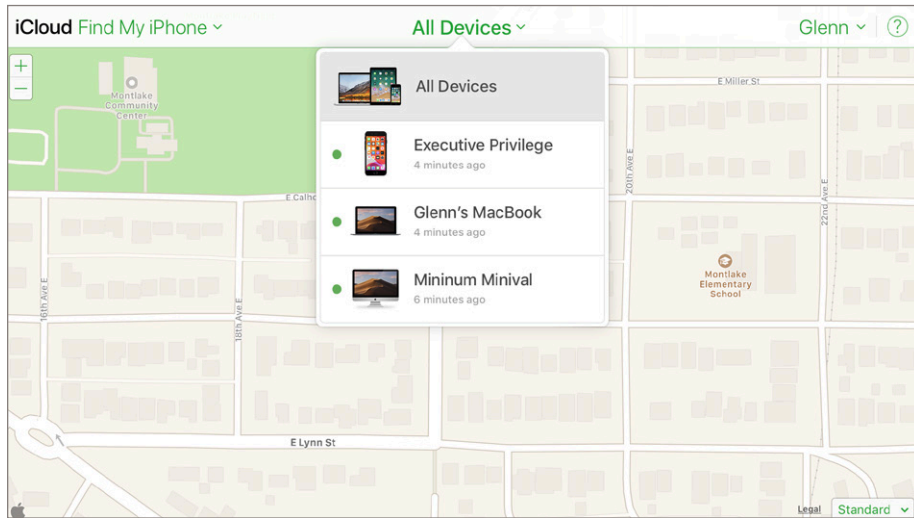 iCloud Find My iPhone
All Devices
Glenn
?
+
−
All Devices
Executive Privilege
4 minutes ago
Glenn's MacBook
4 minutes ago
Mininum Minival
6 minutes ago
Montlake
Community
Center
E Miller St
E Calho
20th Ave E
22nd Ave E
Montlake
Elementary
School
16th Ave E
18th Ave E
E Lynn St
Legal
Standard